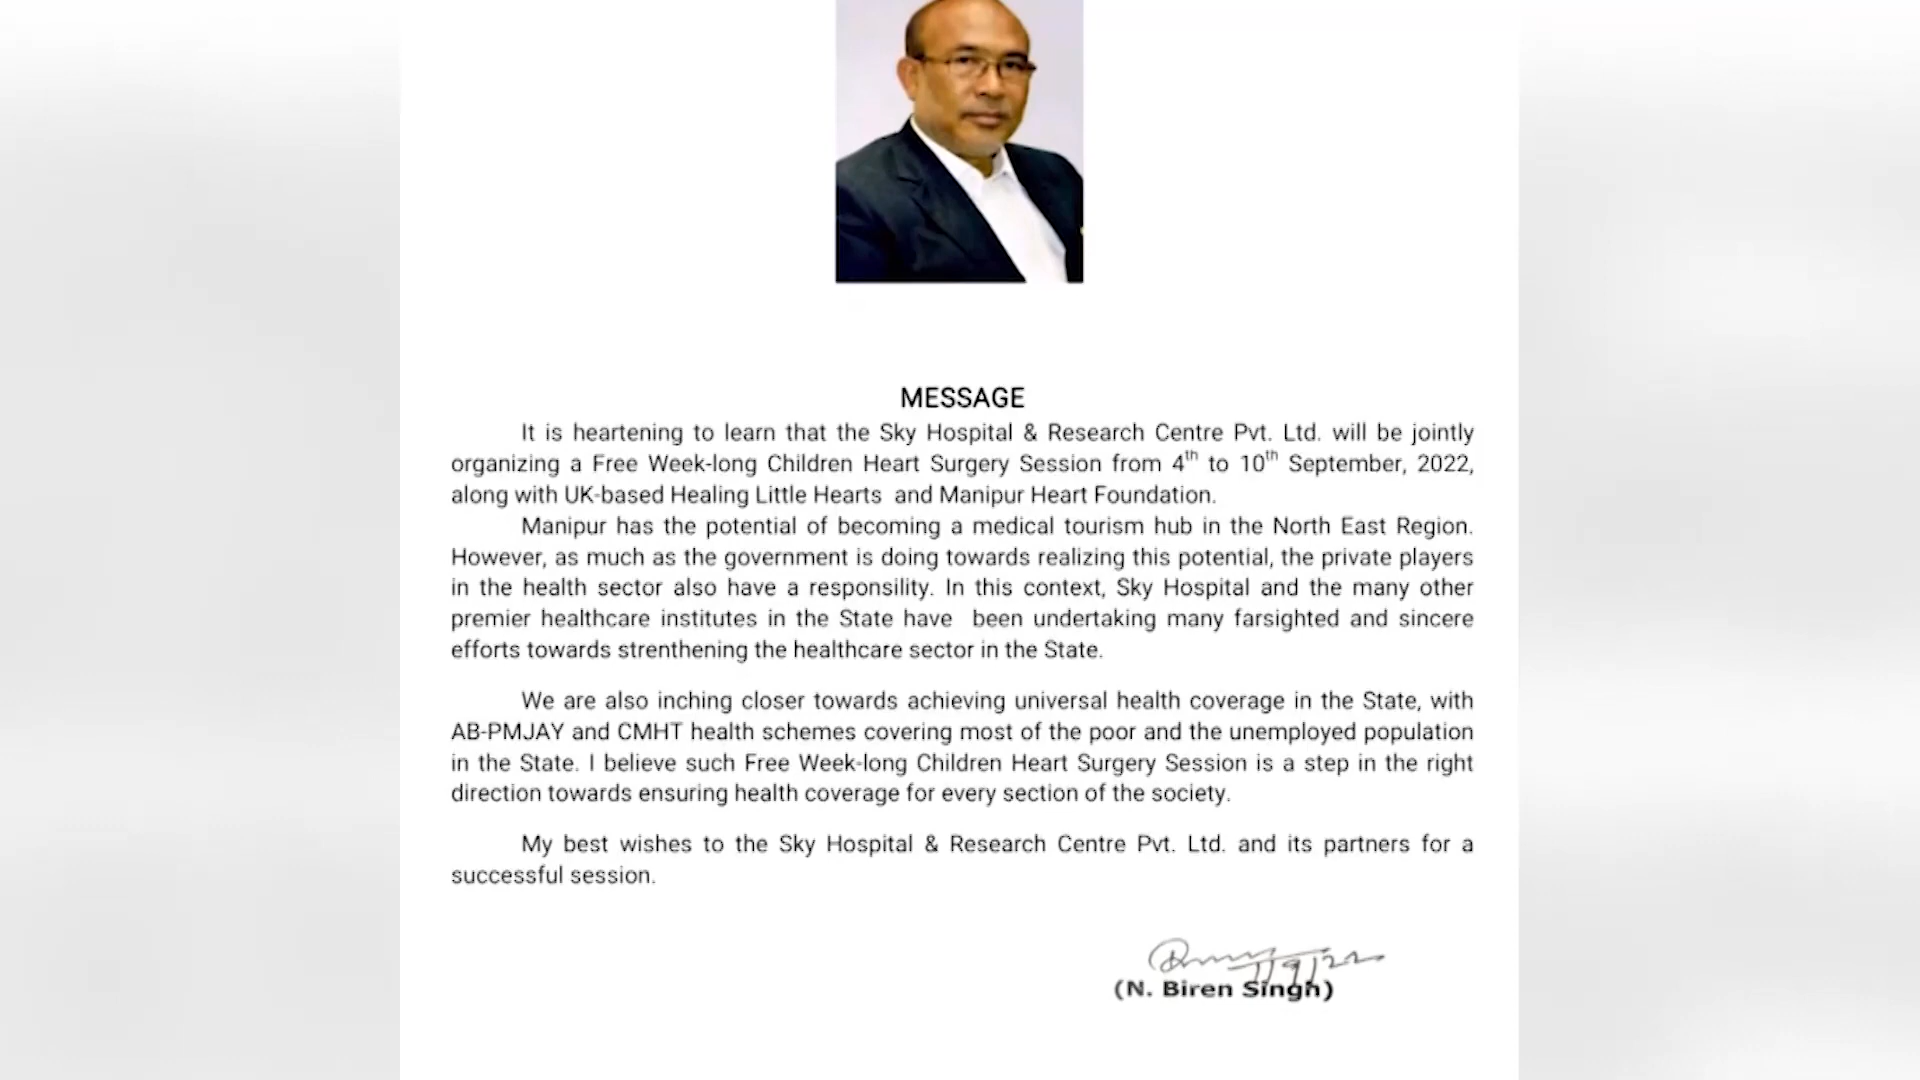 MESSAGE
It is heartening to learn that the Sky Hospital & Research Centre Pvt. Ltd. will be jointly
organizing a Free Week-long Children Heart Surgery Session from 4th to 10th September, 2022,
along with UK-based Healing Little Hearts and Manipur Heart Foundation.
Manipur has the potential of becoming a medical tourism hub in the North East Region.
However, as much as the government is doing towards realizing this potential, the private players
in the health sector also have a responsility. In this context, Sky Hospital and the many other
premier healthcare institutes in the State have been undertaking many farsighted and sincere
efforts towards strenthening the healthcare sector in the State.
We are also inching closer towards achieving universal health coverage in the State, with
AB-PMJAY and CMHT health schemes covering most of the poor and the unemployed population
in the State. I believe such Free Week-long Children Heart Surgery Session is a step in the right
direction towards ensuring health coverage for every section of the society.
My best wishes to the Sky Hospital & Research Centre Pvt. Ltd. and its partners for a
successful session.
1/9/22
(N. Biren Singh)